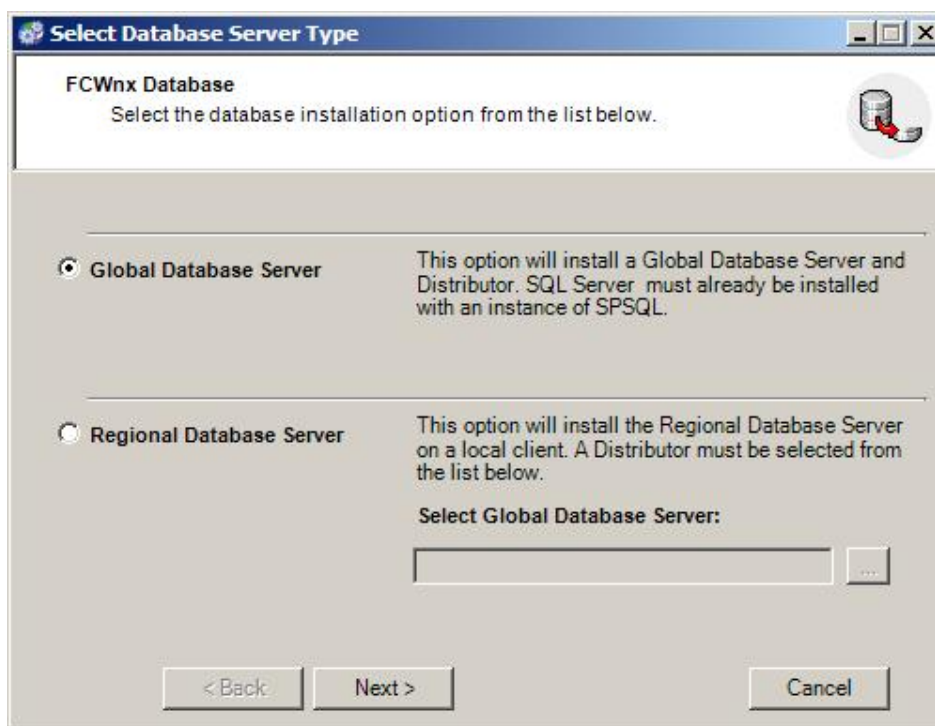 Select Database Server Type
FCWnx Database
Select the database installation option from the list below.
Global Database Server
This option will install a Global Database Server and
Distributor. SQL Server must already be installed
with an instance of SPSQL.
Regional Database Server
This option will install the Regional Database Server
on a local client. A Distributor must be selected from
the list below.
Select Global Database Server:
...
< Back
Next >
Cancel